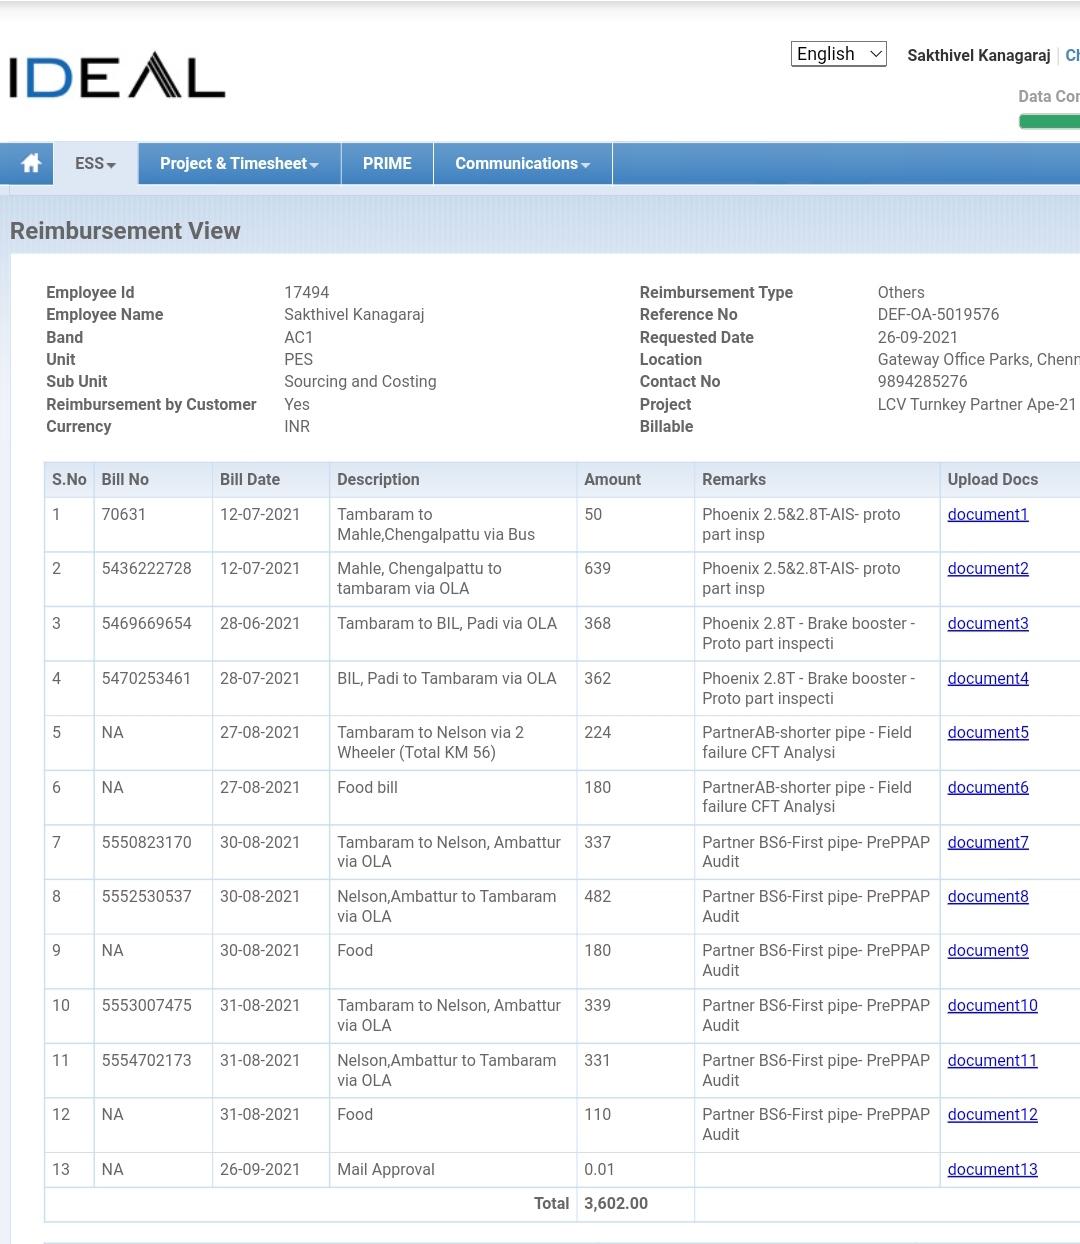 IDEAL
English
Sakthivel Kanagaraj
Data
ESS
Project & Timesheet
PRIME
Communications
Reimbursement View
Employee Id 17494
Employee Name Sakthivel Kanagaraj
Band AC1
Unit PES
Sub Unit Sourcing and Costing
Reimbursement by Customer Yes
Currency INR
Reimbursement Type Others
Reference No DEF-OA-5019576
Requested Date 26-09-2021
Location Gateway Office Parks,
Contact No 9894285276
Project LCV Turnkey Partner Ape-21
Billable
S.No Bill No Bill Date Description Amount Remarks Upload Docs
1 70631 12-07-2021 Tambaram to 50 Phoenix 2.5&2.8T-AIS- proto document1
Mahle,Chengalpattu via Bus part insp
2 5436222728 12-07-2021 Mahle, Chengalpattu to 639 Phoenix 2.5&2.8T-AIS- proto document2
tambaram via OLA part insp
3 5469669654 28-06-2021 Tambaram to BIL, Padi via OLA 368 Phoenix 2.8T - Brake booster - document3
Proto part inspecti
4 5470253461 28-07-2021 BIL, Padi to Tambaram via OLA 362 Phoenix 2.8T - Brake booster - document4
Proto part inspecti
5 NA 27-08-2021 Tambaram to Nelson via 2 224 PartnerAB-shorter pipe - Field document5
Wheeler (Total KM 56) failure CFT Analysi
6 NA 27-08-2021 Food bill 180 PartnerAB-shorter pipe - Field document6
failure CFT Analysi
7 5550823170 30-08-2021 Tambaram to Nelson, Ambattur 337 Partner BS6-First pipe- PrePPAP document7
via OLA Audit
8 5552530537 30-08-2021 Nelson,Ambattur to Tambaram 482 Partner BS6-First pipe- PrePPAP document8
via OLA Audit
9 NA 30-08-2021 Food 180 Partner BS6-First pipe- PrePPAP document9
Audit
10 5553007475 31-08-2021 Tambaram to Nelson, Ambattur 339 Partner BS6-First pipe- PrePPAP document10
via OLA Audit
11 5554702173 31-08-2021 Nelson,Ambattur to Tambaram 331 Partner BS6-First pipe- PrePPAP document11
via OLA Audit
12 NA 31-08-2021 Food 110 Partner BS6-First pipe- PrePPAP document12
Audit
13 NA 26-09-2021 Mail Approval 0.01 document13
Total 3,602.00